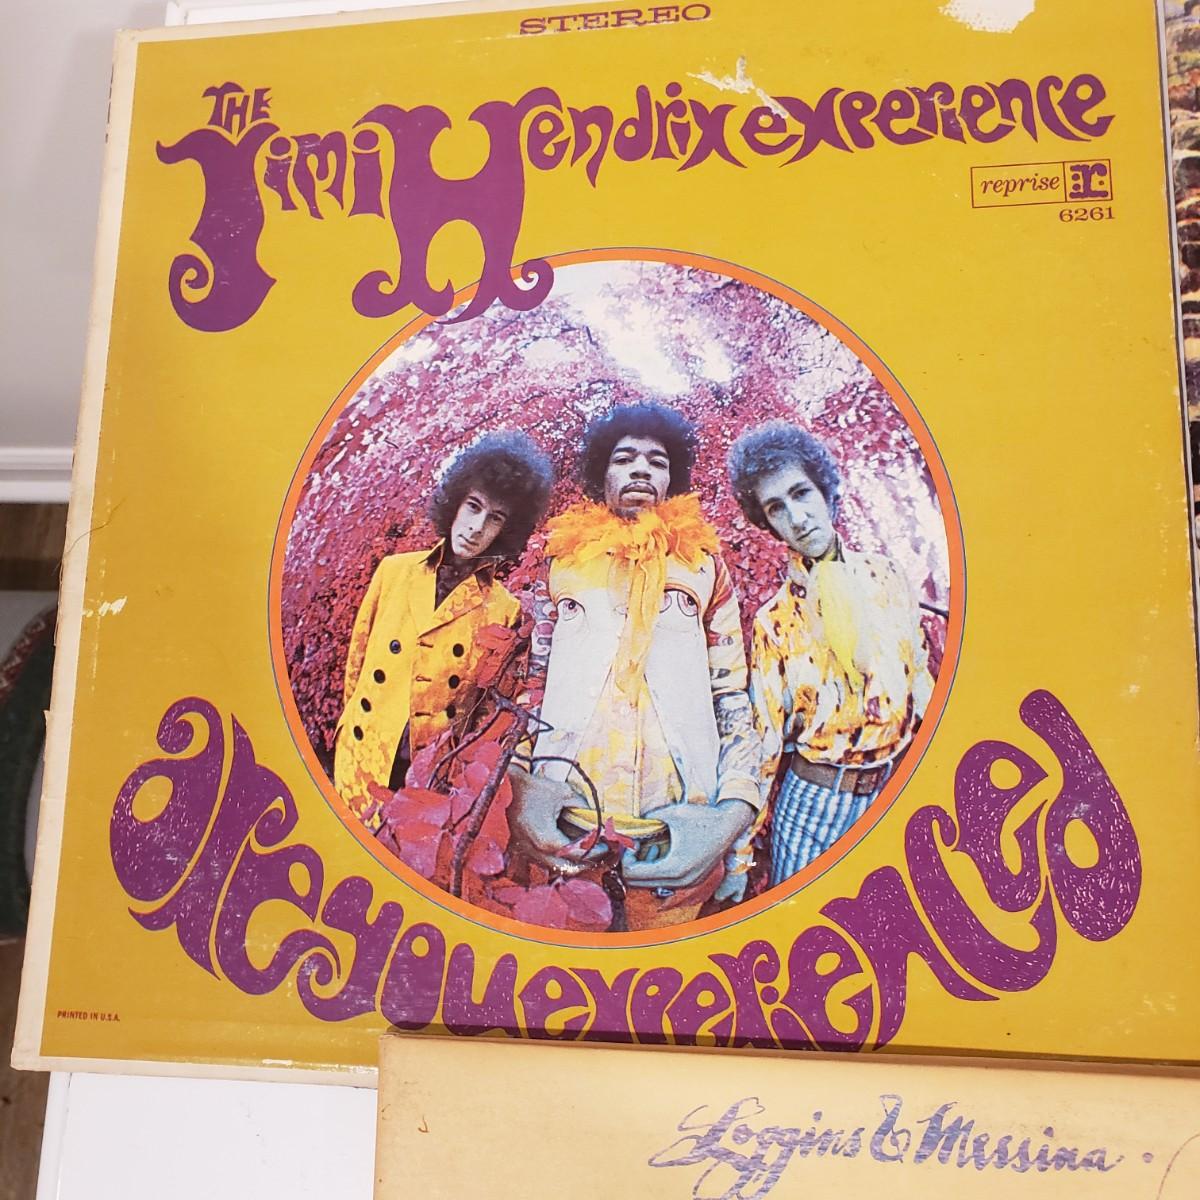 STEREO
THE
Jimi Hendrix experience
reprise r
6261
are you experienced
PRINTED IN U.S.A.
Loggins & Messina